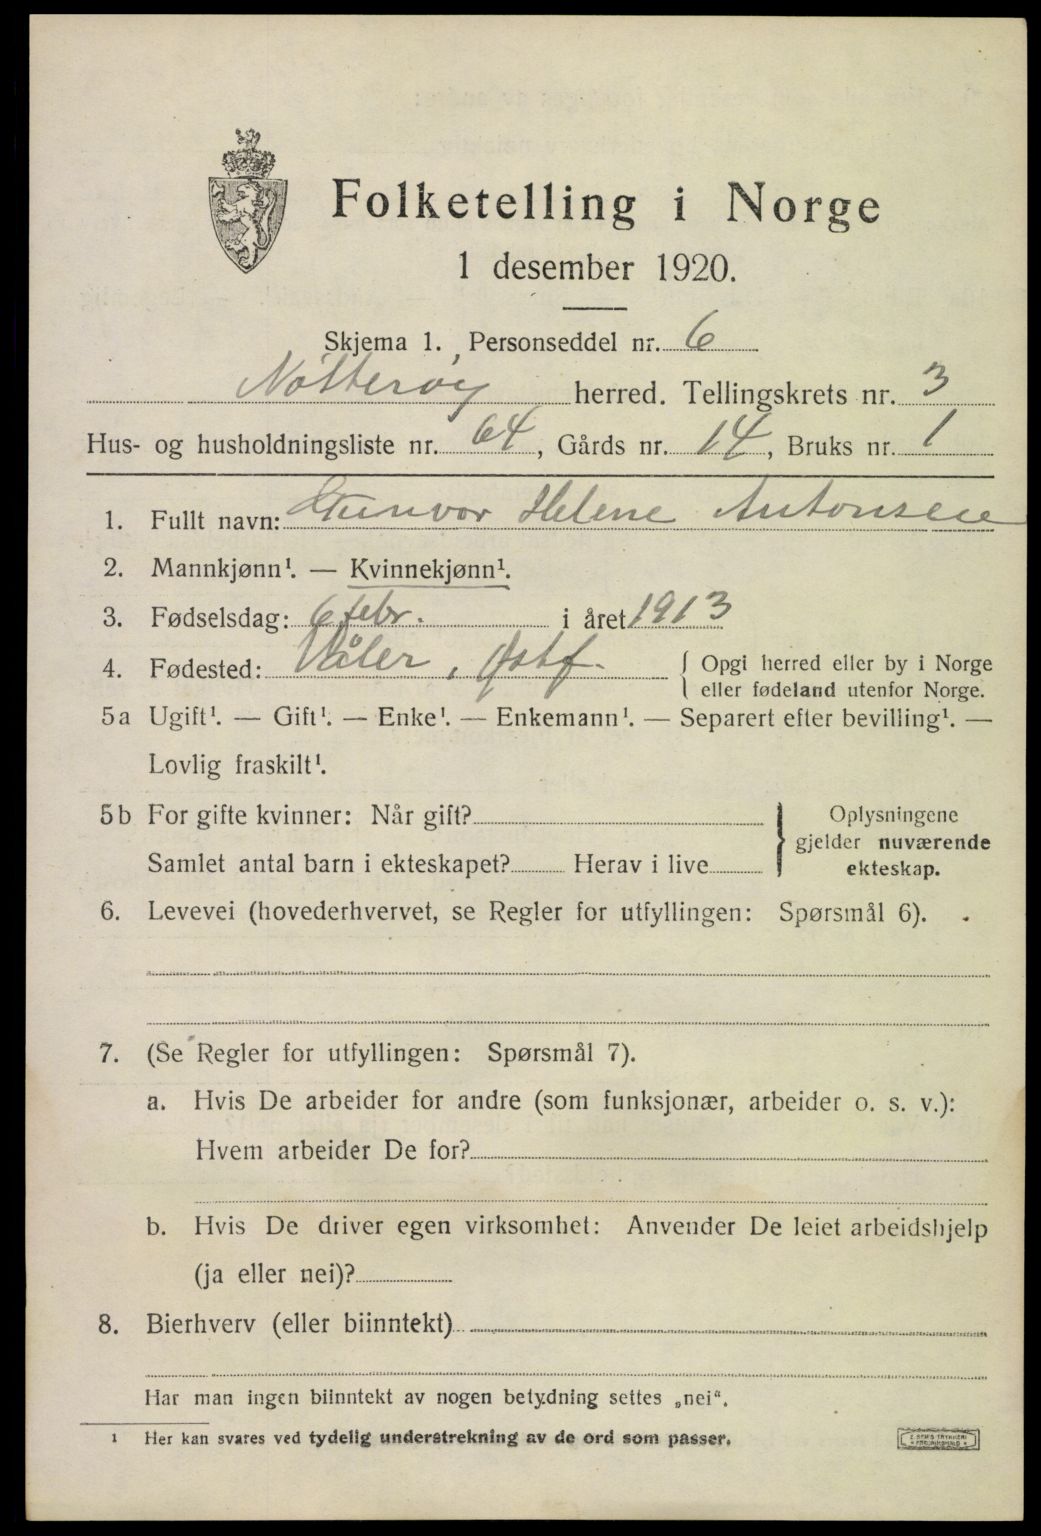 Folketelling i Norge
1 desember 1920.
Skjema 1. Personseddel nr. 6
Nøtterøy herred. Tellingskrets nr. 3
Hus- og husholdningsliste nr. 64, Gårds nr. 14, Bruks nr. 1
1. Fullt navn: Gunvor Helene Antonsen
2. Mannkjønn¹. — Kvinnekjønn¹.
3. Fødselsdag: 6 febr. i året 1913
4. Fødested: Våler, Østf. { Opgi herred eller by i Norge
eller fødeland utenfor Norge.
5a Ugift¹. — Gift¹. — Enke¹. — Enkemann¹. — Separert efter bevilling¹. —
Lovlig fraskilt¹.
5b For gifte kvinner: Når gift? } Oplysningene
gjelder nuværende
Samlet antal barn i ekteskapet? Herav i live
ekteskap.
6. Levevei (hovederhvervet, se Regler for utfyllingen: Spørsmål 6).
7. (Se Regler for utfyllingen: Spørsmål 7).
a. Hvis De arbeider for andre (som funksjonær, arbeider o. s. v.):
Hvem arbeider De for?
b. Hvis De driver egen virksomhet: Anvender De leiet arbeidshjelp
(ja eller nei)?
8. Bierhverv (eller biinntekt)
Har man ingen biinntekt av nogen betydning settes „nei“.
¹ Her kan svares ved tydelig understrekning av de ord som passer.